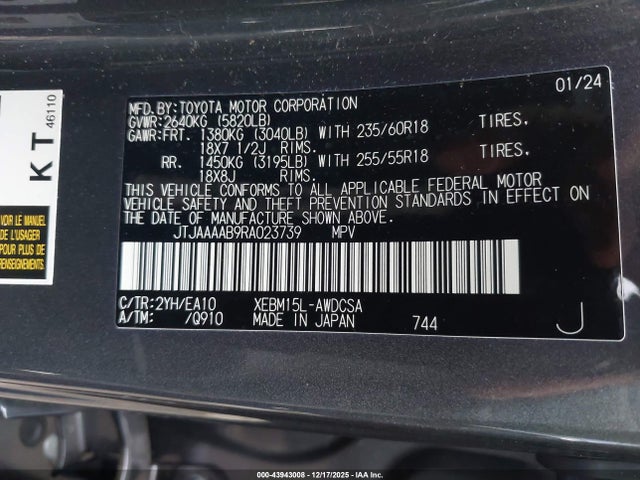 KT
46110
VOIR LE MANUEL
DE L'USAGER
POUR PLUS DE
DÉTAILS
01/24
MFD.BY:TOYOTA MOTOR CORPORATION
GVWR:2640KG (5820LB)
GAWR:FRT. 1380KG (3040LB) WITH 235/60R18 TIRES.
18X7 1/2J RIMS.
RR. 1450KG (3195LB) WITH 255/55R18 TIRES.
18X8J RIMS.
THIS VEHICLE CONFORMS TO ALL APPLICABLE FEDERAL MOTOR
VEHICLE SAFETY AND THEFT PREVENTION STANDARDS IN EFFECT ON
THE DATE OF MANUFACTURE SHOWN ABOVE.
JTJAAAAB9RA023739 MPV
C/TR:2YH/EA10 XEBM15L-AWDCSA
A/TM: /Q910 MADE IN JAPAN 744 J
000-43943008 - 12/17/2025 - IAA Inc.